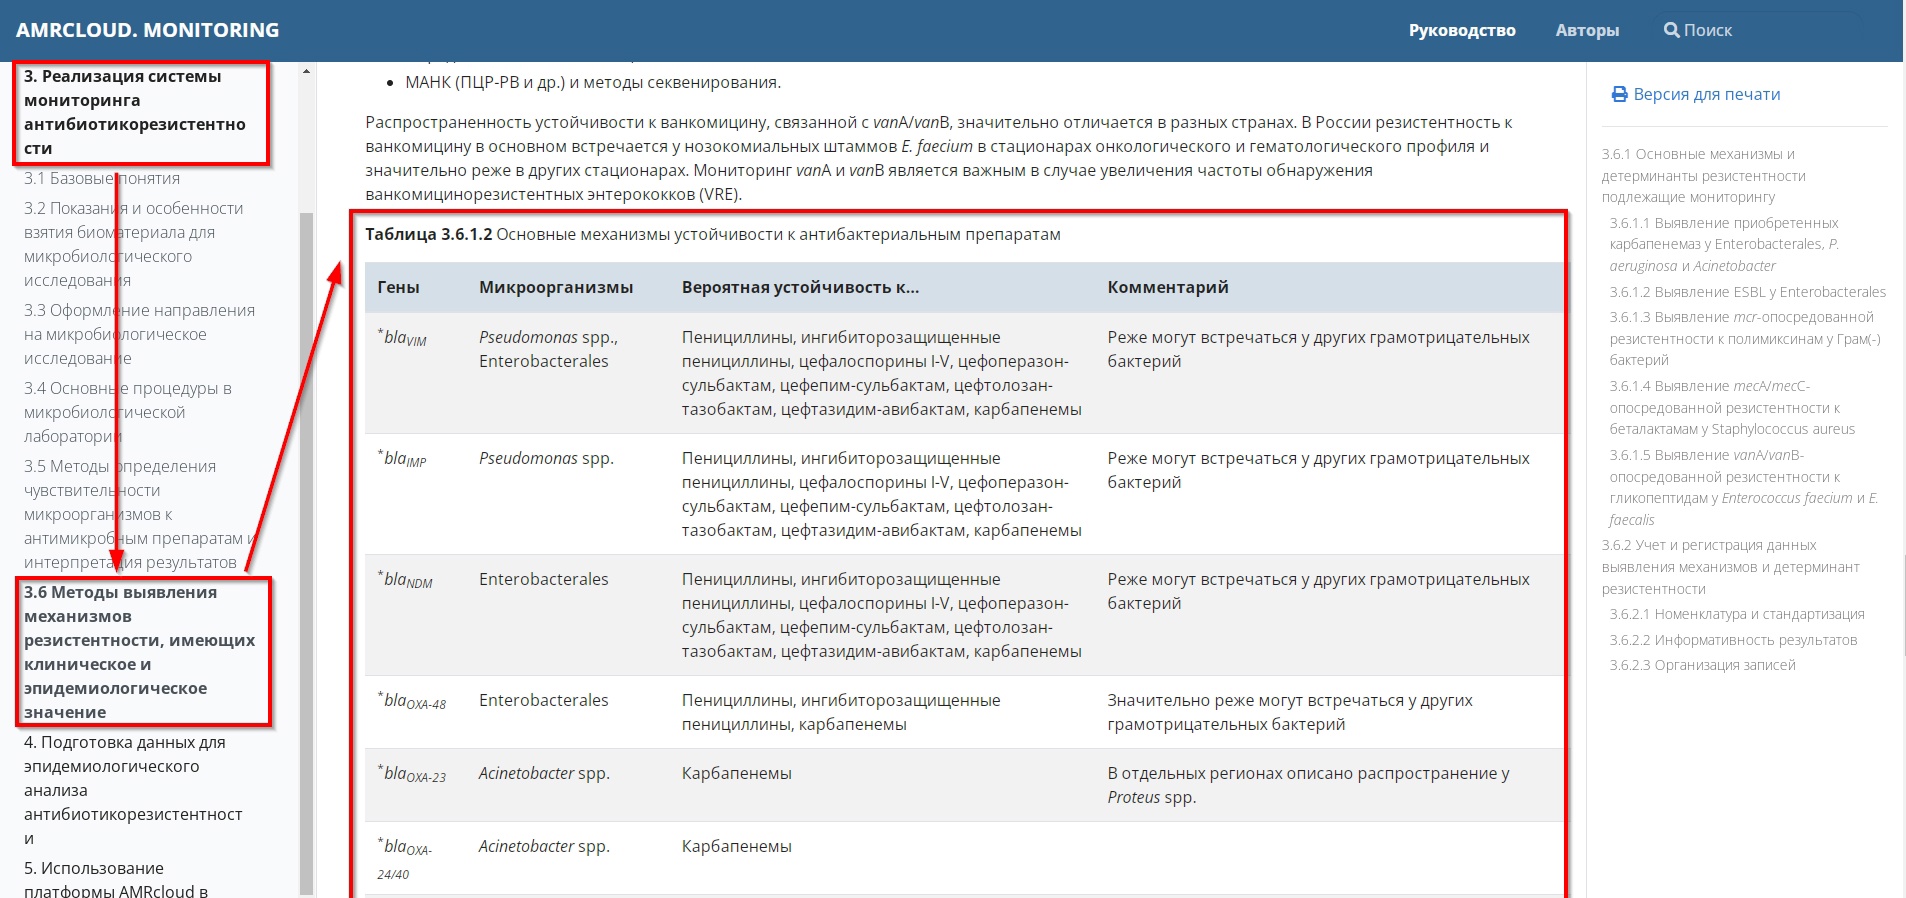 AMRCLOUD. MONITORING
Руководство
Авторы
Поиск
3. Реализация системы
мониторинга
антибиотикорезистентно
сти
3.1 Базовые понятия
3.2 Показания и особенности
взятия биоматериала для
микробиологического
исследования
3.3 Оформление направления
на микробиологическое
исследование
3.4 Основные процедуры в
микробиологической
лаборатории
3.5 Методы определения
чувствительности
микроорганизмов к
антимикробным препаратам и
интерпретация результатов
3.6 Методы выявления
механизмов
резистентности, имеющих
клиническое и
эпидемиологическое
значение
4. Подготовка данных для
эпидемиологического
анализа
антибиотикорезистентност
и
5. Использование
платформы AMRcloud в
• МАНК (ПЦР-РВ и др.) и методы секвенирования.
Распространенность устойчивости к ванкомицину, связанной с vanA/vanB, значительно отличается в разных странах. В России резистентность к
ванкомицину в основном встречается у нозокомиальных штаммов E. faecium в стационарах онкологического и гематологического профиля и
значительно реже в других стационарах. Мониторинг vanA и vanB является важным в случае увеличения частоты обнаружения
ванкомицинорезистентных энтерококков (VRE).
Таблица 3.6.1.2 Основные механизмы устойчивости к антибактериальным препаратам
Гены Микроорганизмы Вероятная устойчивость к... Комментарий
*blaVIM Pseudomonas spp., Пенициллины, ингибиторозащищенные Реже могут встречаться у других грамотрицательных
Enterobacterales пенициллины, цефалоспорины I-V, цефоперазон- бактерий
сульбактам, цефепим-сульбактам, цефтолозан-
тазобактам, цефтазидим-авибактам, карбапенемы
*blaIMP Pseudomonas spp. Пенициллины, ингибиторозащищенные Реже могут встречаться у других грамотрицательных
пенициллины, цефалоспорины I-V, цефоперазон- бактерий
сульбактам, цефепим-сульбактам, цефтолозан-
тазобактам, цефтазидим-авибактам, карбапенемы
*blaNDM Enterobacterales Пенициллины, ингибиторозащищенные Реже могут встречаться у других грамотрицательных
пенициллины, цефалоспорины I-V, цефоперазон- бактерий
сульбактам, цефепим-сульбактам, цефтолозан-
тазобактам, цефтазидим-авибактам, карбапенемы
*blaOXA-48 Enterobacterales Пенициллины, ингибиторозащищенные Значительно реже могут встречаться у других
пенициллины, карбапенемы грамотрицательных бактерий
*blaOXA-23 Acinetobacter spp. Карбапенемы В отдельных регионах описано распространение у
Proteus spp.
*blaOXA- Acinetobacter spp. Карбапенемы
24/40
Версия для печати
3.6.1 Основные механизмы и
детерминанты резистентности
подлежащие мониторингу
3.6.1.1 Выявление приобретенных
карбапенемаз у Enterobacterales, P.
aeruginosa и Acinetobacter
3.6.1.2 Выявление ESBL у Enterobacterales
3.6.1.3 Выявление mcr-опосредованной
резистентности к полимиксинам у Грам(-)
бактерий
3.6.1.4 Выявление mecA/mecC-
опосредованной резистентности к
беталактамам у Staphylococcus aureus
3.6.1.5 Выявление vanA/vanB-
опосредованной резистентности к
гликопептидам у Enterococcus faecium и E.
faecalis
3.6.2 Учет и регистрация данных
выявления механизмов и детерминант
резистентности
3.6.2.1 Номенклатура и стандартизация
3.6.2.2 Информативность результатов
3.6.2.3 Организация записей